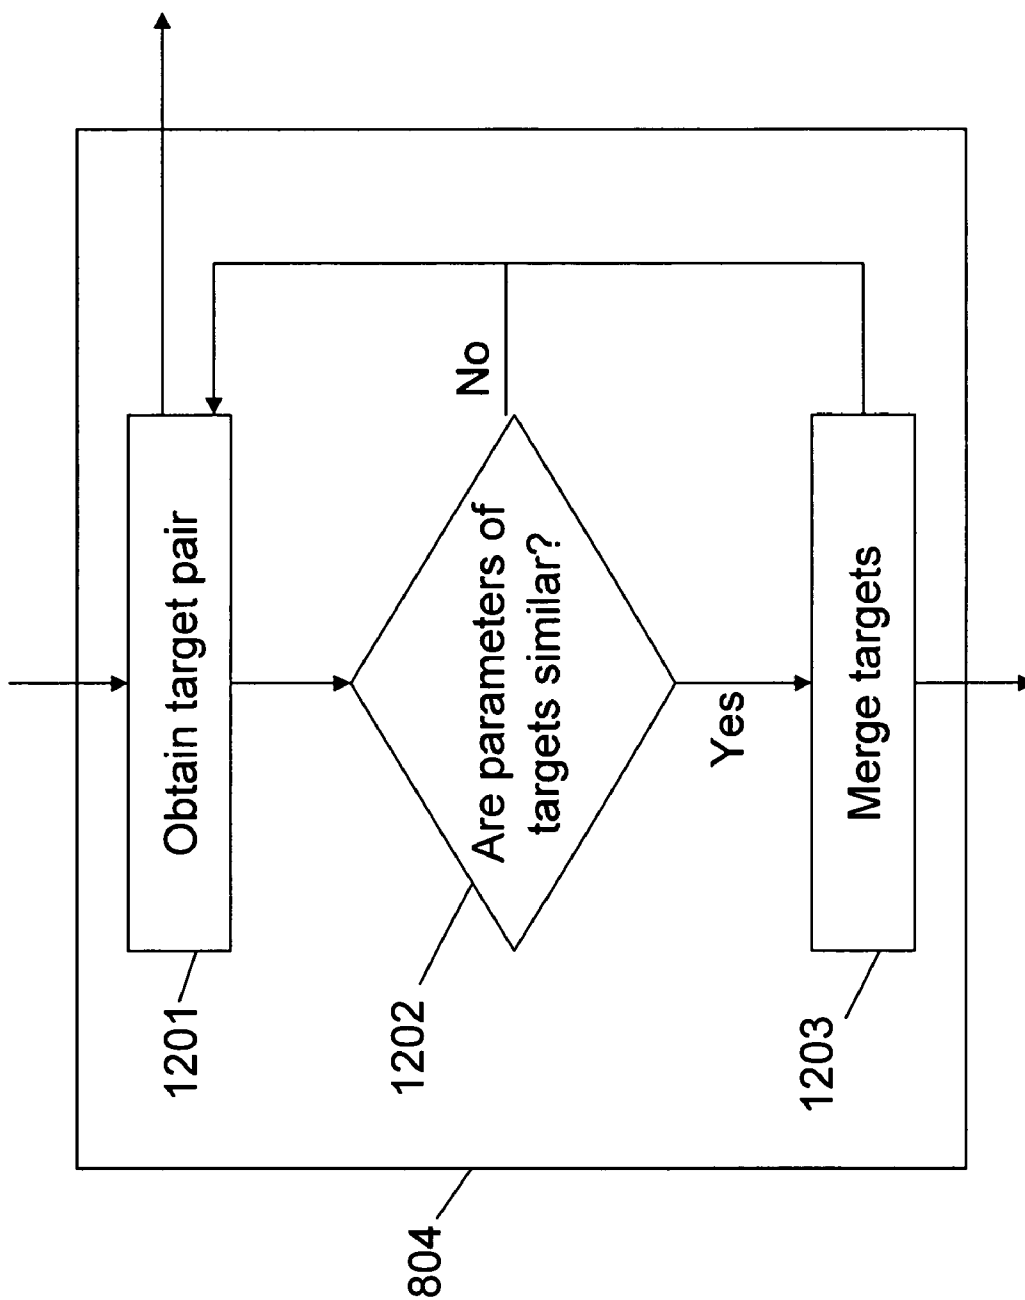 804
1201
Obtain target pair
1202
Are parameters of
targets similar?
No
Yes
1203
Merge targets